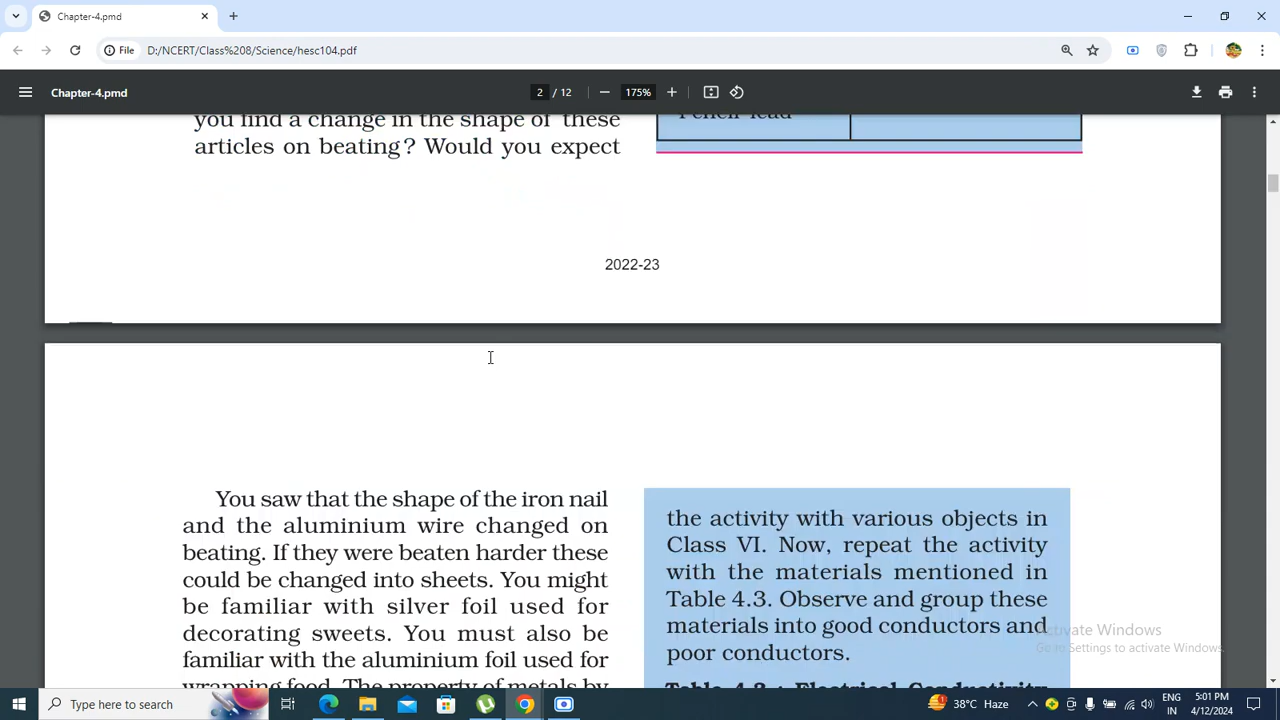 Chapter-4.pmd
File
D:/NCERT/Class%208/Science/hesc104.pdf
Chapter-4.pmd
2 / 12
175%
you find a change in the shape of these
articles on beating? Would you expect
Pencil lead
2022-23
You saw that the shape of the iron nail
and the aluminium wire changed on
beating. If they were beaten harder these
could be changed into sheets. You might
be familiar with silver foil used for
decorating sweets. You must also be
familiar with the aluminium foil used for
wrapping food. The property of metals by
the activity with various objects in
Class VI. Now, repeat the activity
with the materials mentioned in
Table 4.3. Observe and group these
materials into good conductors and
poor conductors.
Table 4.3 : Electrical Conductivity
Activate Windows
Go to Settings to activate Windows.
Type here to search
38°C Haze
ENG
IN
5:01 PM
4/12/2024